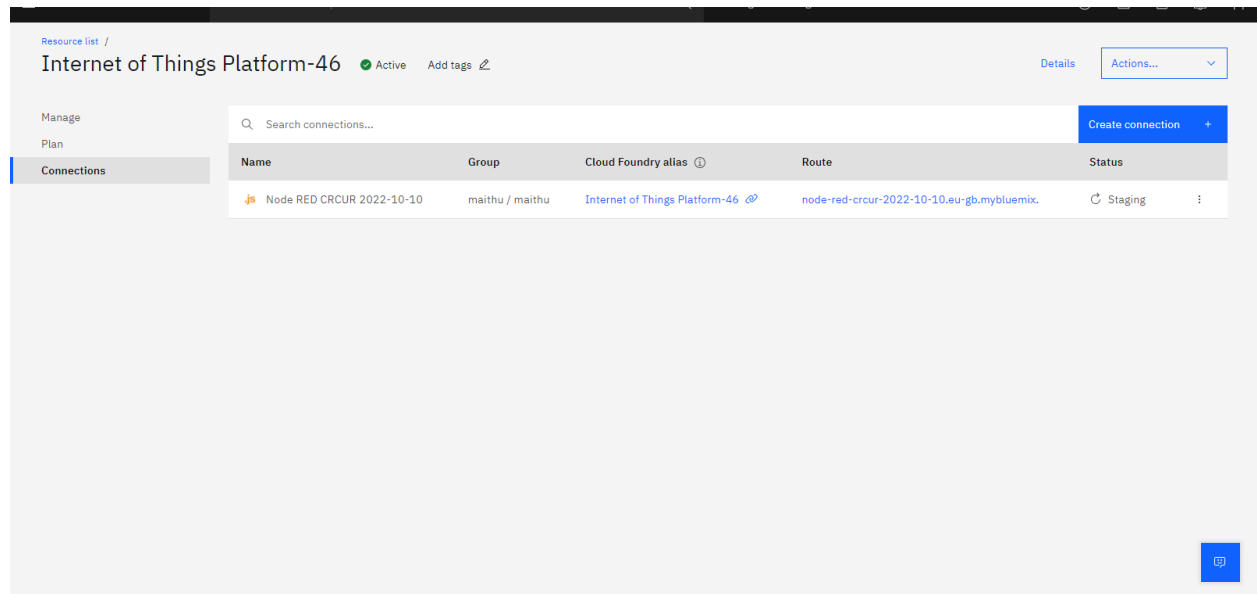 Resource list /
Internet of Things Platform-46 Active Add tags Details Actions...
Manage
Plan
Connections
Search connections... Create connection +
Name Group Cloud Foundry alias Route Status
.js Node RED CRCUR 2022-10-10 maithu / maithu Internet of Things Platform-46 node-red-crcur-2022-10-10.eu-gb.mybluemix. Staging